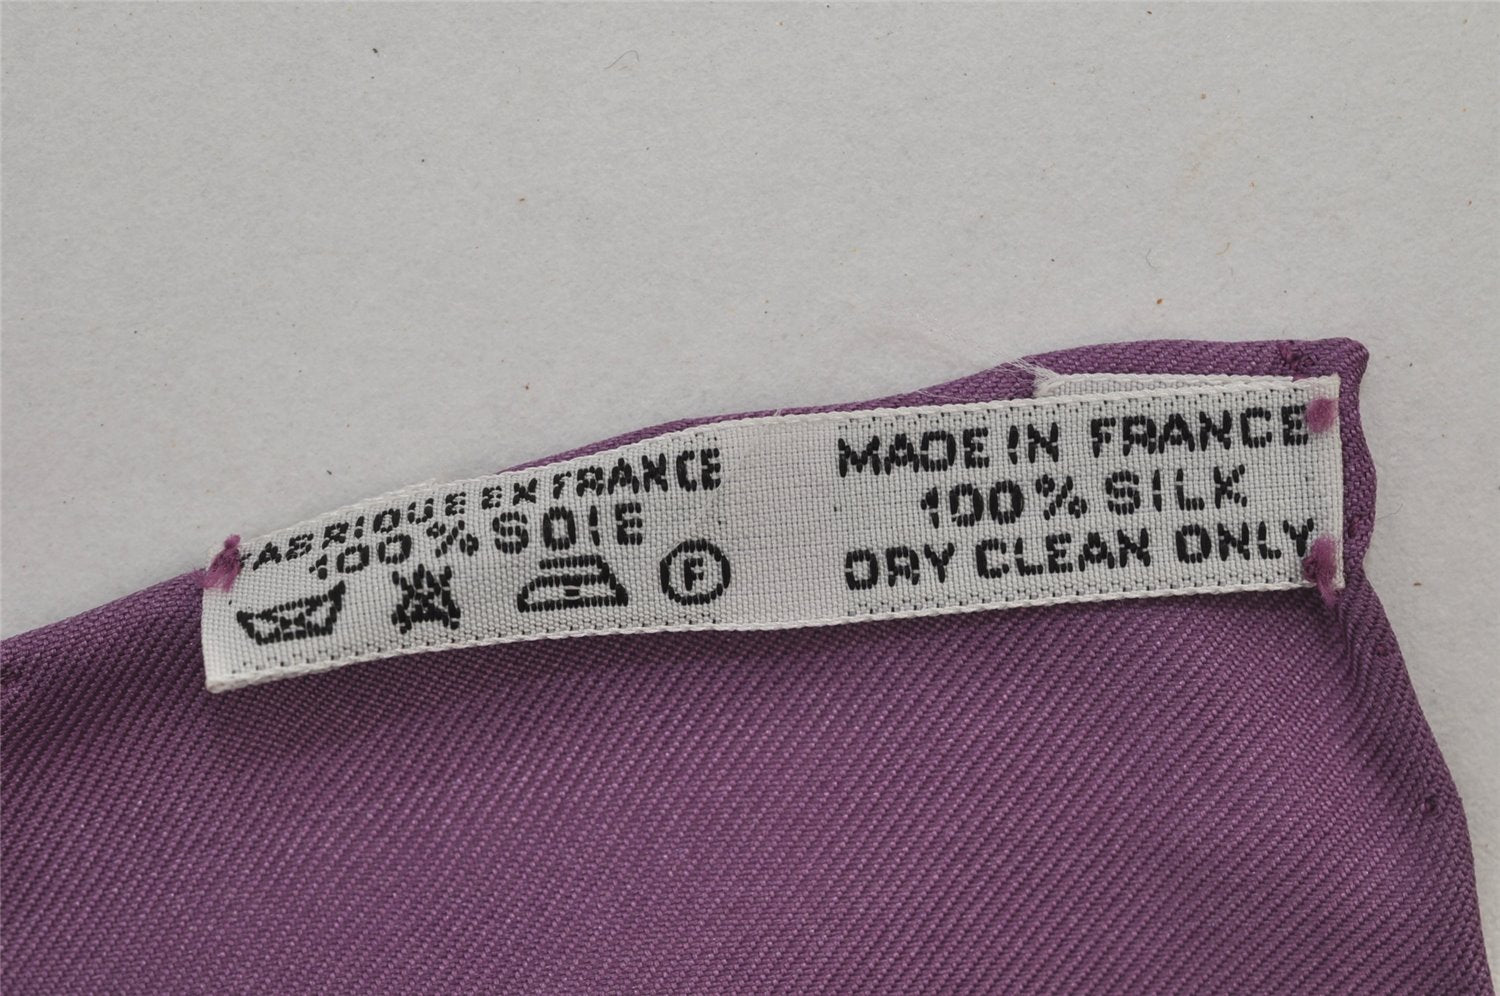 FABRIQUE EN FRANCE
100% SOIE
F
MADE IN FRANCE
100% SILK
DRY CLEAN ONLY